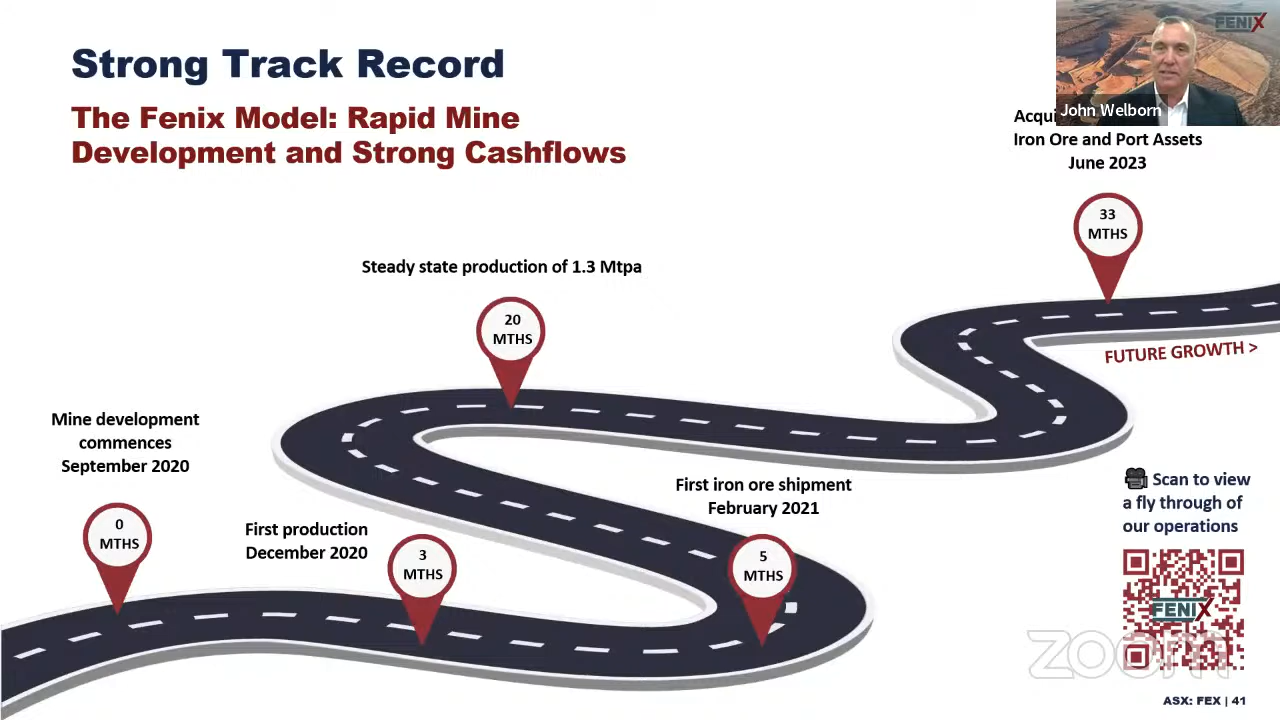 Strong Track Record
The Fenix Model: Rapid Mine
Development and Strong Cashflows
FENIX
John Welborn
Iron Ore and Port Assets
June 2023
33
MTHS
Steady state production of 1.3 Mtpa
20
MTHS
FUTURE GROWTH >
Mine development
commences
September 2020
0
MTHS
First production
December 2020
3
MTHS
First iron ore shipment
February 2021
5
MTHS
Scan to view
a fly through of
our operations
FENIX
zoom
ASX: FEX | 41